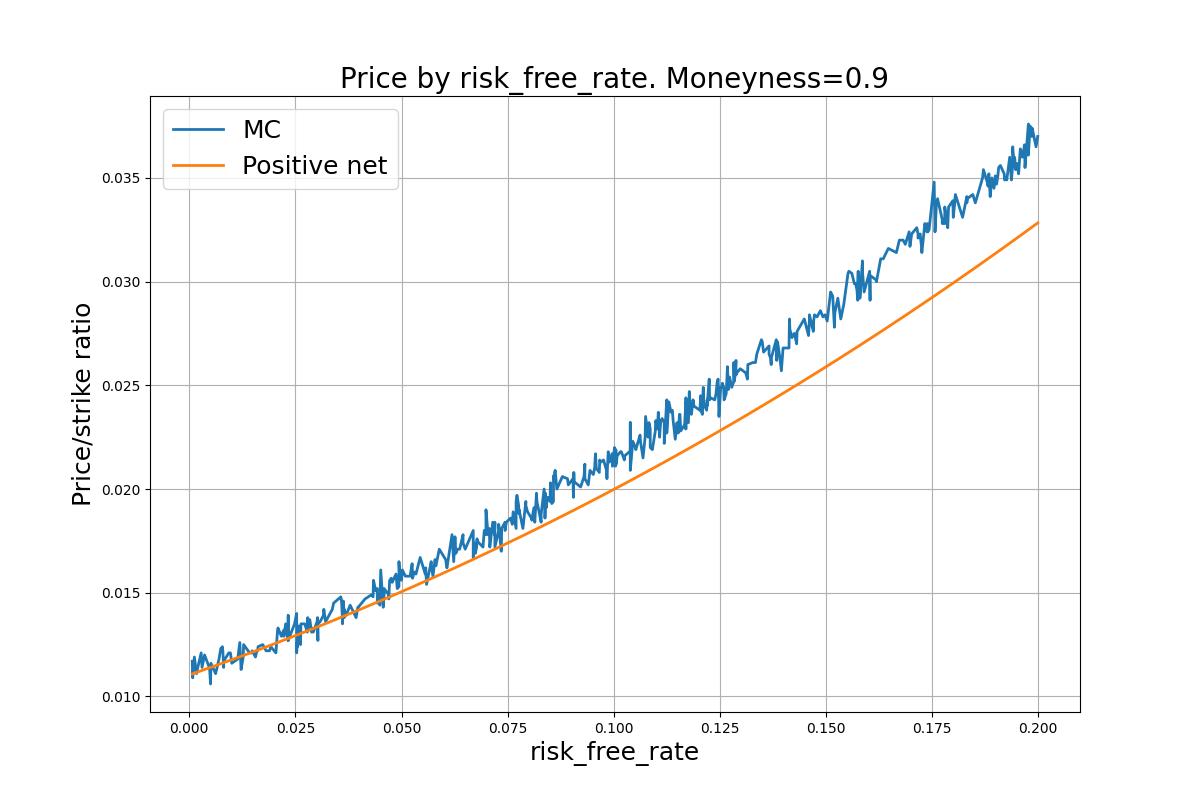 Price by risk_free_rate. Moneyness=0.9
MC
Positive net
Price/strike ratio
0.035
0.030
0.025
0.020
0.015
0.010
0.000 0.025 0.050 0.075 0.100 0.125 0.150 0.175 0.200
risk_free_rate